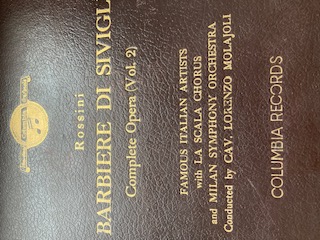 Rossini
BARBIERE DI SIVIGL
Complete Opera (Vol. 2)
FAMOUS ITALIAN ARTISTS
with LA SCALA CHORUS
and MILAN SYMPHONY ORCHESTRA
Conducted by CAV. LORENZO MOLAJOLI
COLUMBIA RECORDS